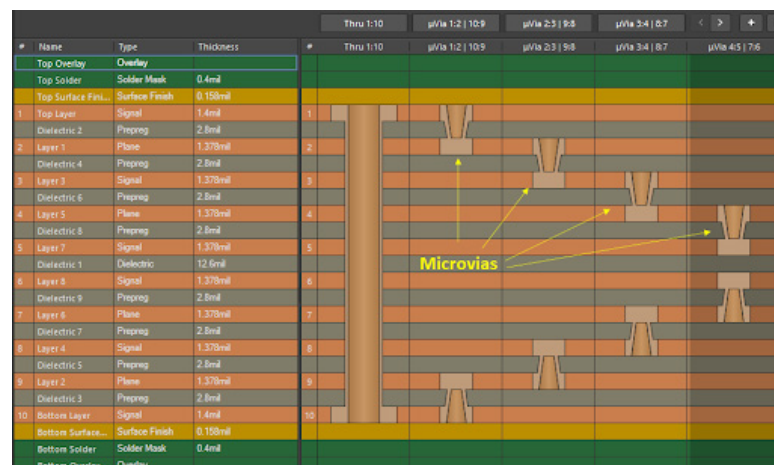 Thru 1:10 µVia 1:2 | 10:9 µVia 2:3 | 9:8 µVia 3:4 | 8:7 < > +
# Name Type Thickness # Thru 1:10 µVia 1:2 | 10:9 µVia 2:3 | 9:8 µVia 3:4 | 8:7 µVia 4:5 | 7:6
Top Overlay Overlay
Top Solder Solder Mask 0.4mil
Top Surface Fini... Surface Finish 0.158mil
1 Top Layer Signal 1.4mil 1
Dielectric 2 Prepreg 2.8mil
2 Layer 1 Plane 1.378mil 2
Dielectric 4 Prepreg 2.8mil
3 Layer 3 Signal 1.378mil 3
Dielectric 6 Prepreg 2.8mil
4 Layer 5 Plane 1.378mil 4
Dielectric 8 Prepreg 2.8mil
5 Layer 7 Signal 1.378mil 5
Dielectric 1 Dielectric 12.6mil
Microvias
6 Layer 8 Signal 1.378mil 6
Dielectric 9 Prepreg 2.8mil
7 Layer 6 Plane 1.378mil 7
Dielectric 7 Prepreg 2.8mil
8 Layer 4 Signal 1.378mil 8
Dielectric 5 Prepreg 2.8mil
9 Layer 2 Plane 1.378mil 9
Dielectric 3 Prepreg 2.8mil
10 Bottom Layer Signal 1.4mil 10
Bottom Surface... Surface Finish 0.158mil
Bottom Solder Solder Mask 0.4mil
Bottom Overlay Overlay